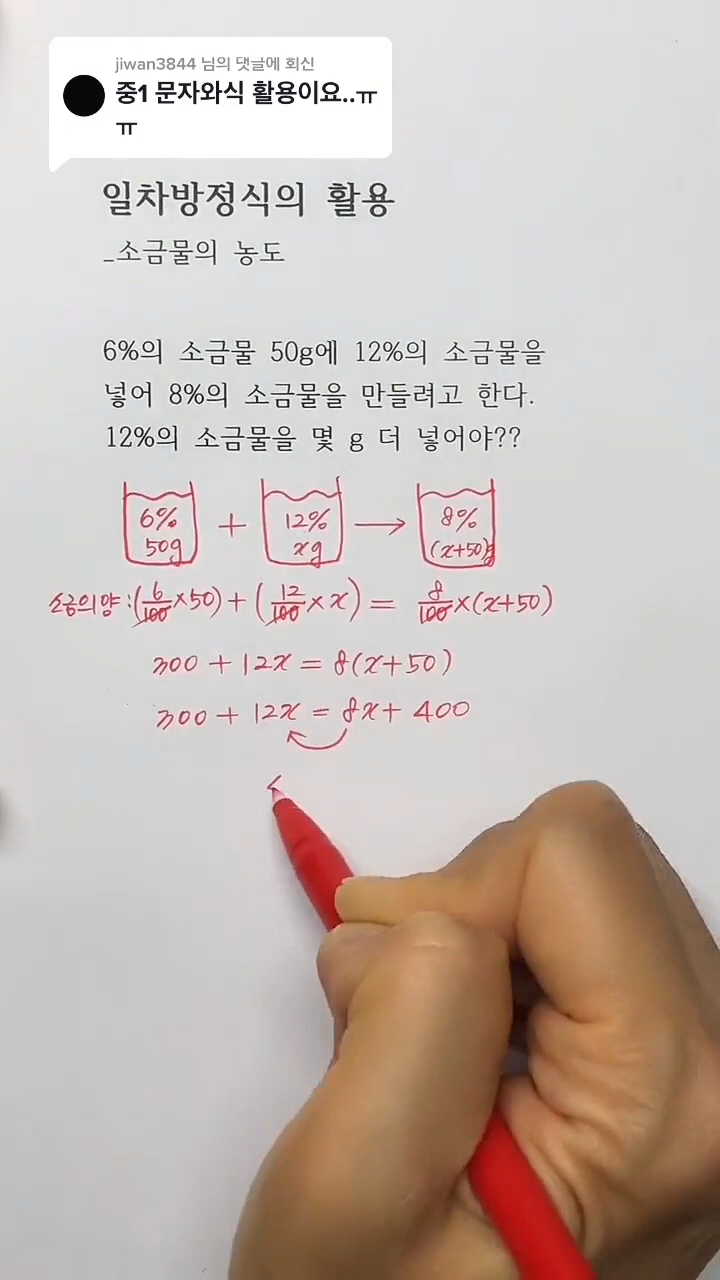 jiwan3844 님의 댓글에 회신
중1 문자와식 활용이요..ㅠ
ㅠ
일차방정식의 활용
_소금물의 농도
6%의 소금물 50g에 12%의 소금물을
넣어 8%의 소금물을 만들려고 한다.
12%의 소금물을 몇 g 더 넣어야??
6% + 12% → 8%
50g xg (x+50)g
소금의양 : (6/100 × 50) + (12/100 × x) = 8/100 × (x+50)
300 + 12x = 8(x+50)
300 + 12x = 8x + 400